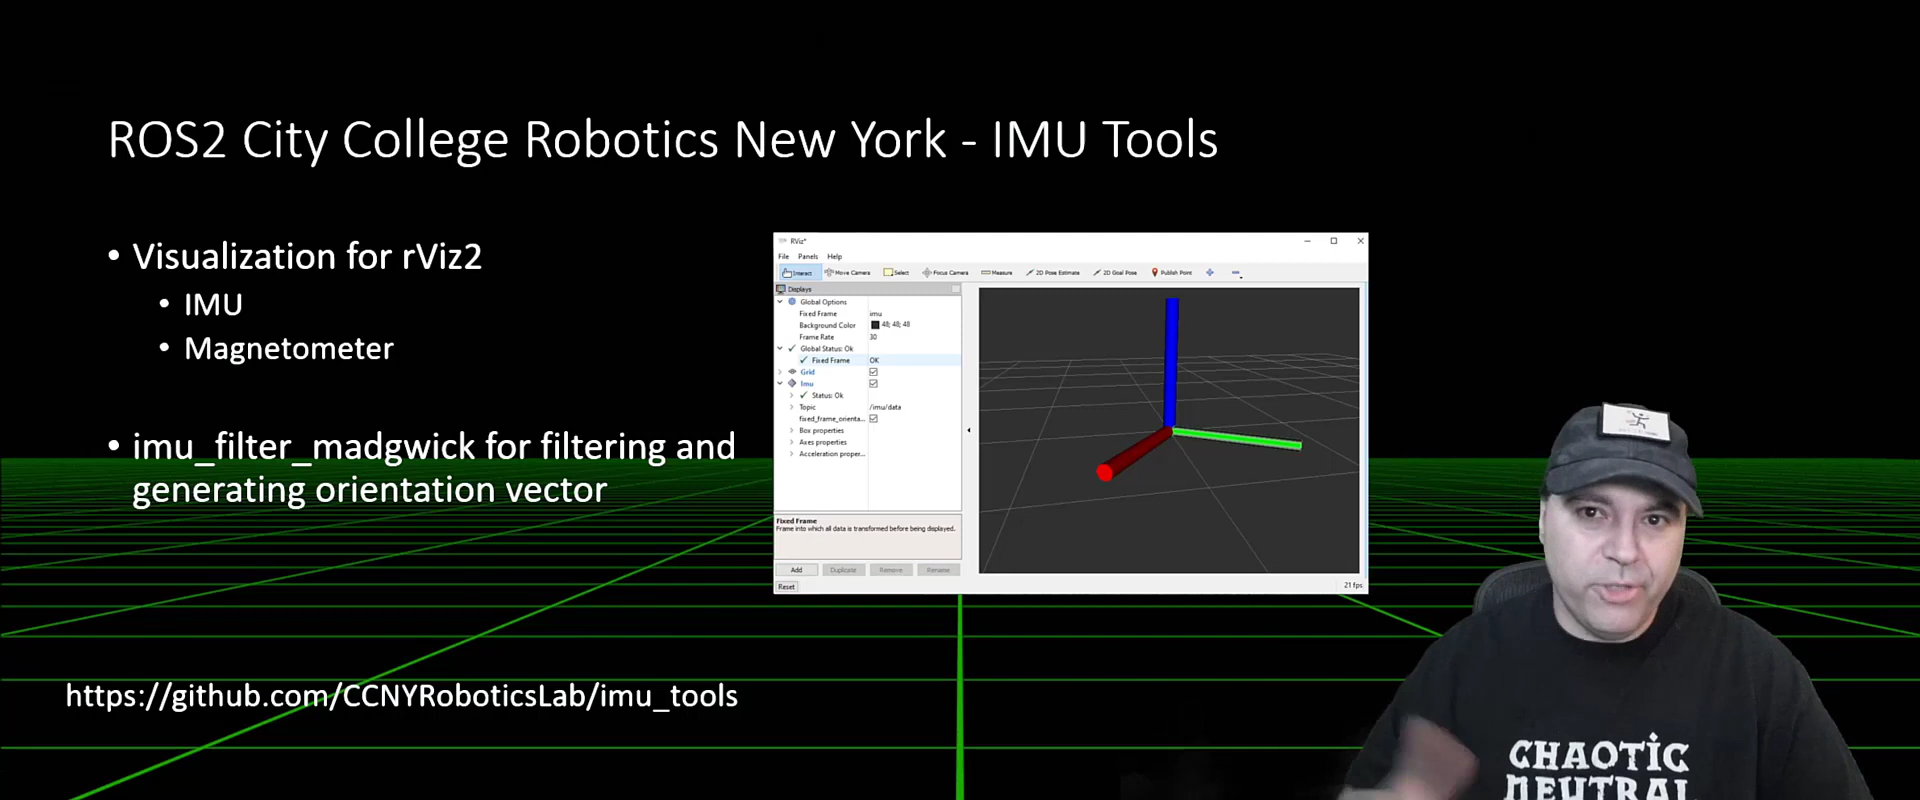 ROS2 City College Robotics New York - IMU Tools
• Visualization for rViz2
• IMU
• Magnetometer
• imu_filter_madgwick for filtering and
generating orientation vector
https://github.com/CCNYRoboticsLab/imu_tools
RViz*
File Panels Help
Interact Move Camera Select Focus Camera Measure 2D Pose Estimate 2D Goal Pose Publish Point
Displays
Global Options
Fixed Frame imu
Background Color 48; 48; 48
Frame Rate 30
Global Status: Ok
Fixed Frame OK
Grid
Imu
Status: Ok
Topic /imu/data
fixed_frame_orienta...
Box properties
Axes properties
Acceleration proper...
Fixed Frame
Frame into which all data is transformed before being displayed.
Add Duplicate Remove Rename
Reset
21 fps
CHAOTIC
NEUTRAL